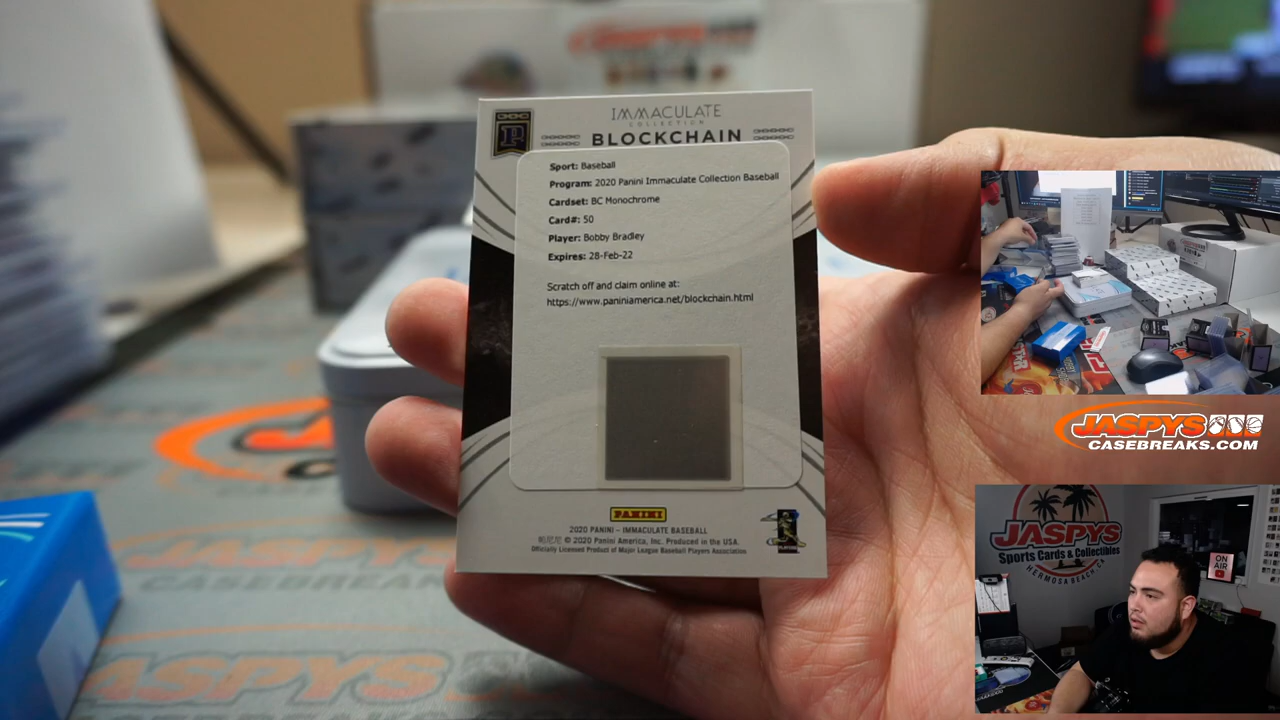 IMMACULATE
COLLECTION
BLOCKCHAIN
Sport: Baseball
Program: 2020 Panini Immaculate Collection Baseball
Cardset: BC Monochrome
Card#: 50
Player: Bobby Bradley
Expires: 28-Feb-22
Scratch off and claim online at:
https://www.paniniamerica.net/blockchain.html
PANINI
2020 PANINI – IMMACULATE BASEBALL
© 2020 Panini America, Inc. Produced in the USA.
Officially Licensed Product of Major League Baseball Players Association
JASPYS
CASEBREAKS.COM
JASPYS
Sports Cards & Collectibles
HERMOSA BEACH, CA
ON
AIR
JASPYS
CASEBREAKS
JASPYS